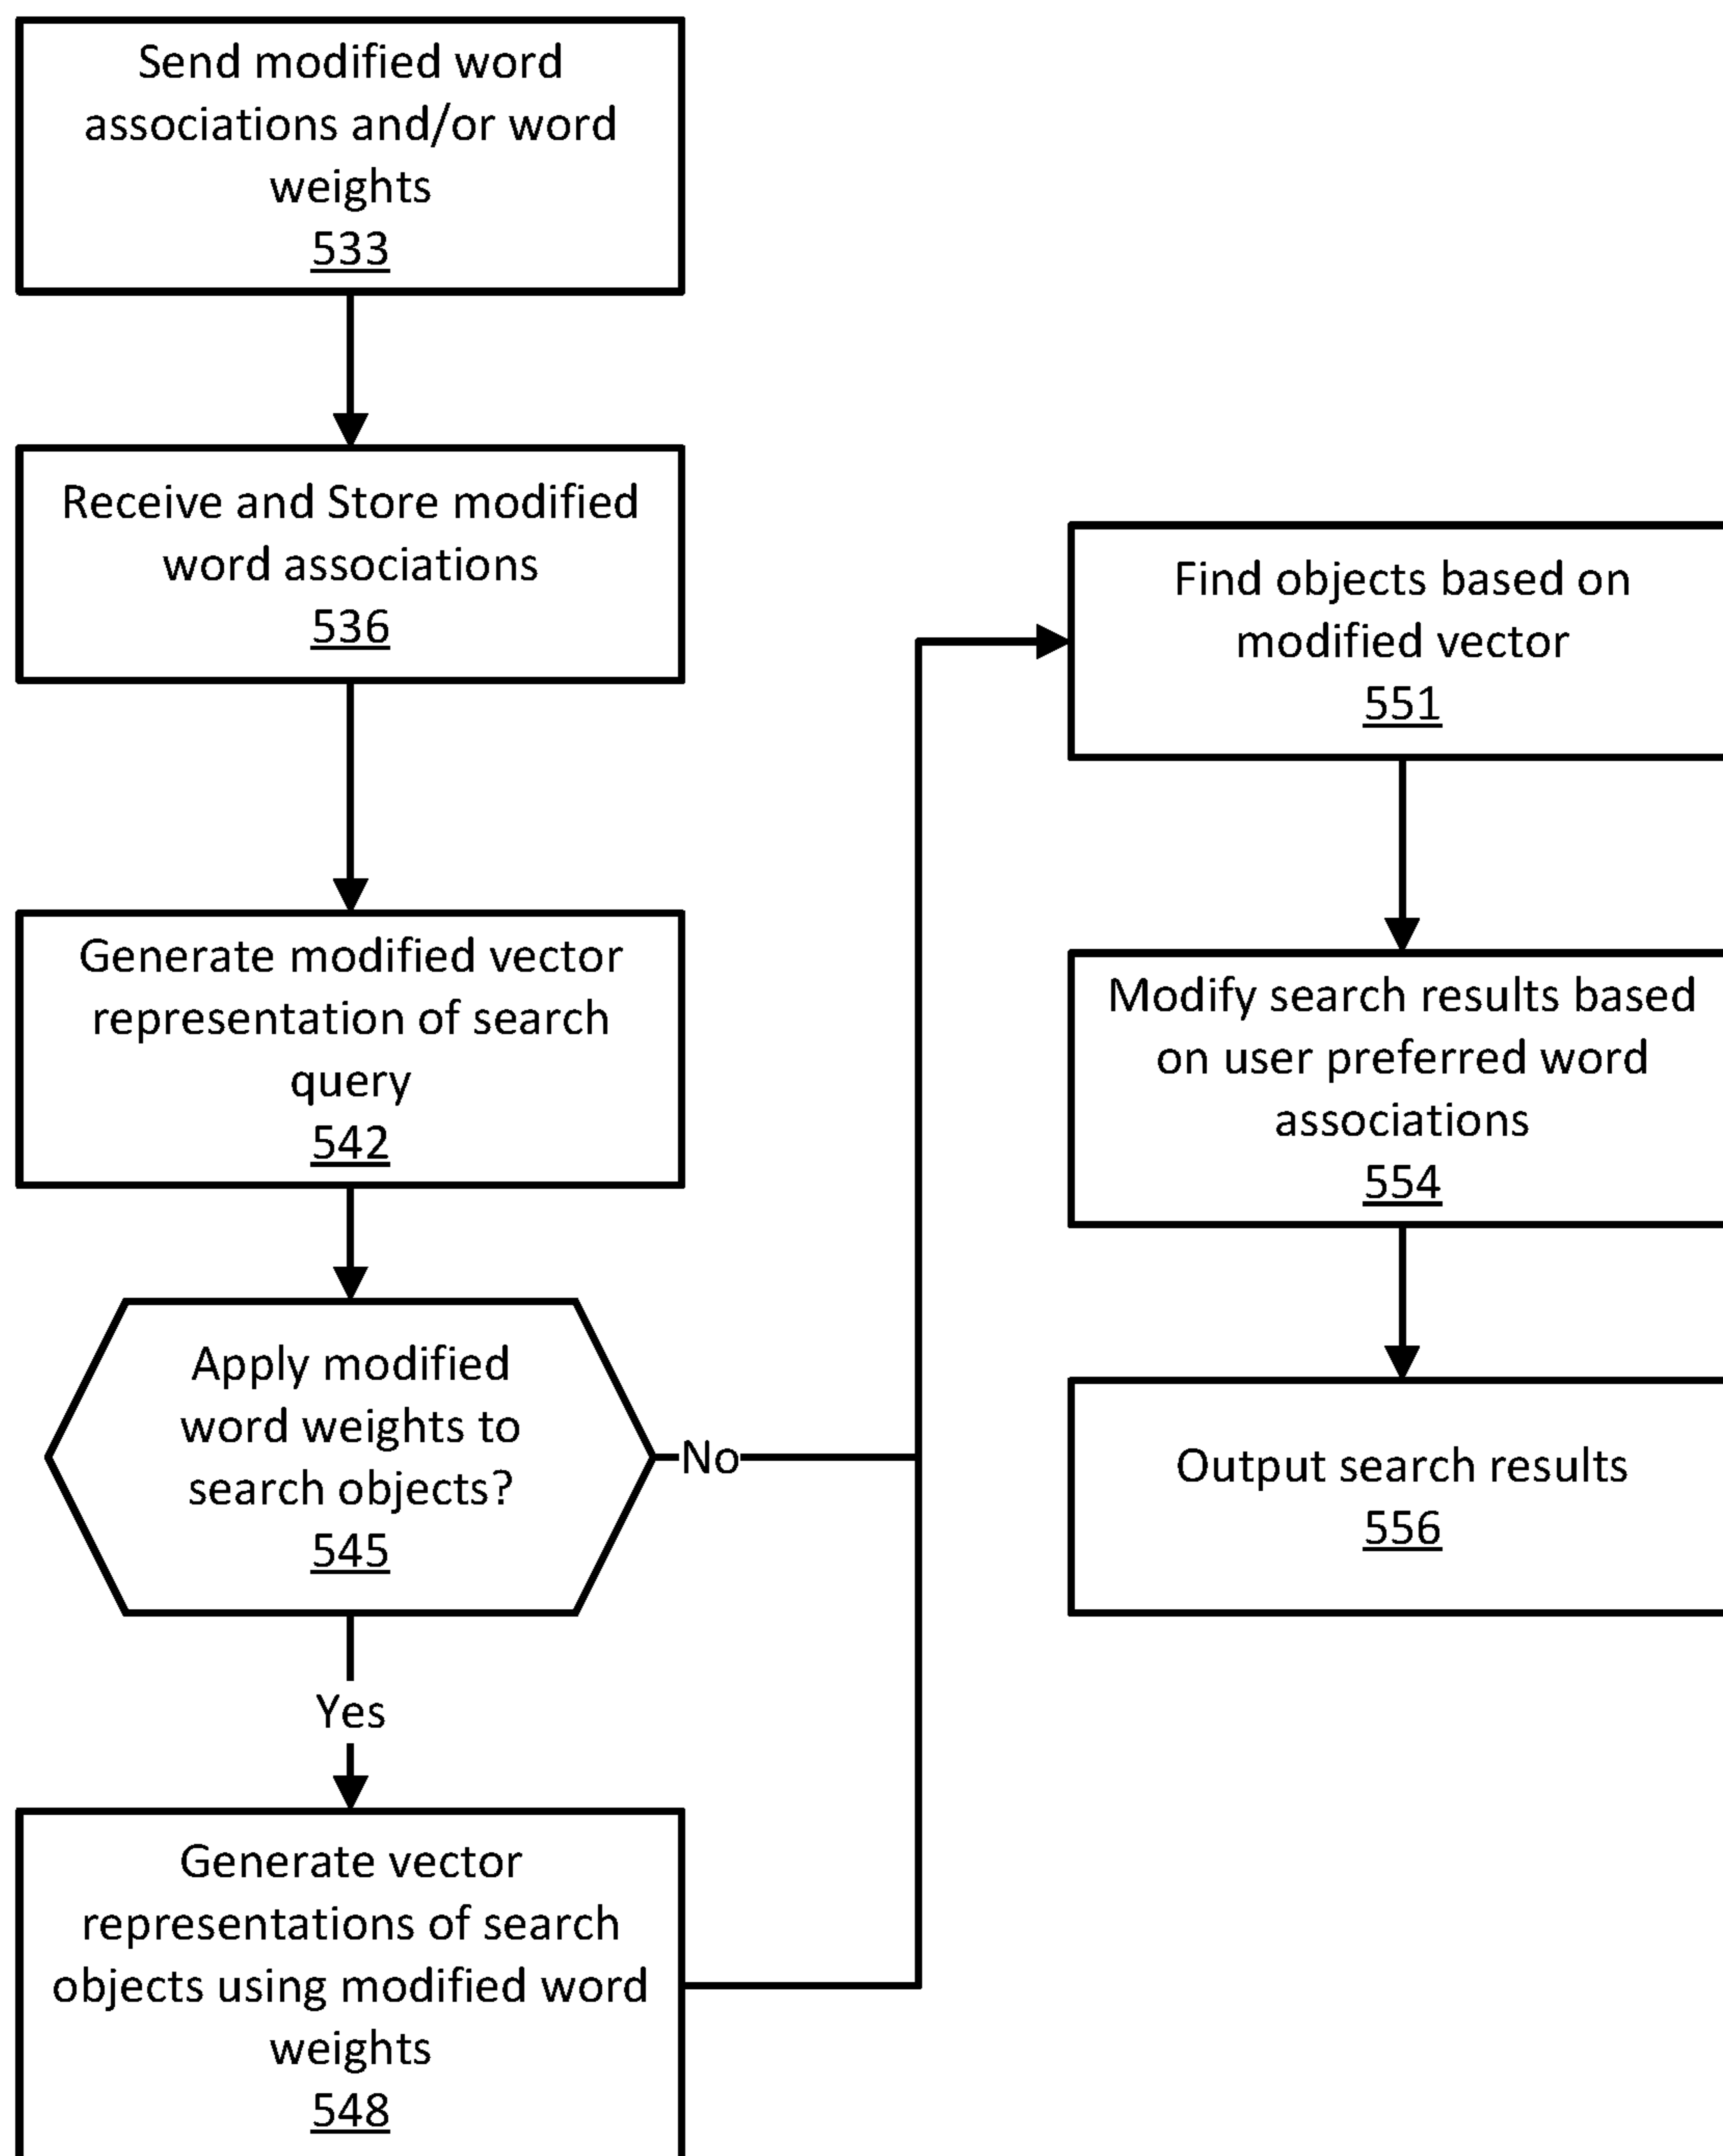 Send modified word
associations and/or word
weights
533
Receive and Store modified
word associations
536
Generate modified vector
representation of search
query
542
Apply modified
word weights to
search objects?
545
No
Yes
Generate vector
representations of search
objects using modified word
weights
548
Find objects based on
modified vector
551
Modify search results based
on user preferred word
associations
554
Output search results
556